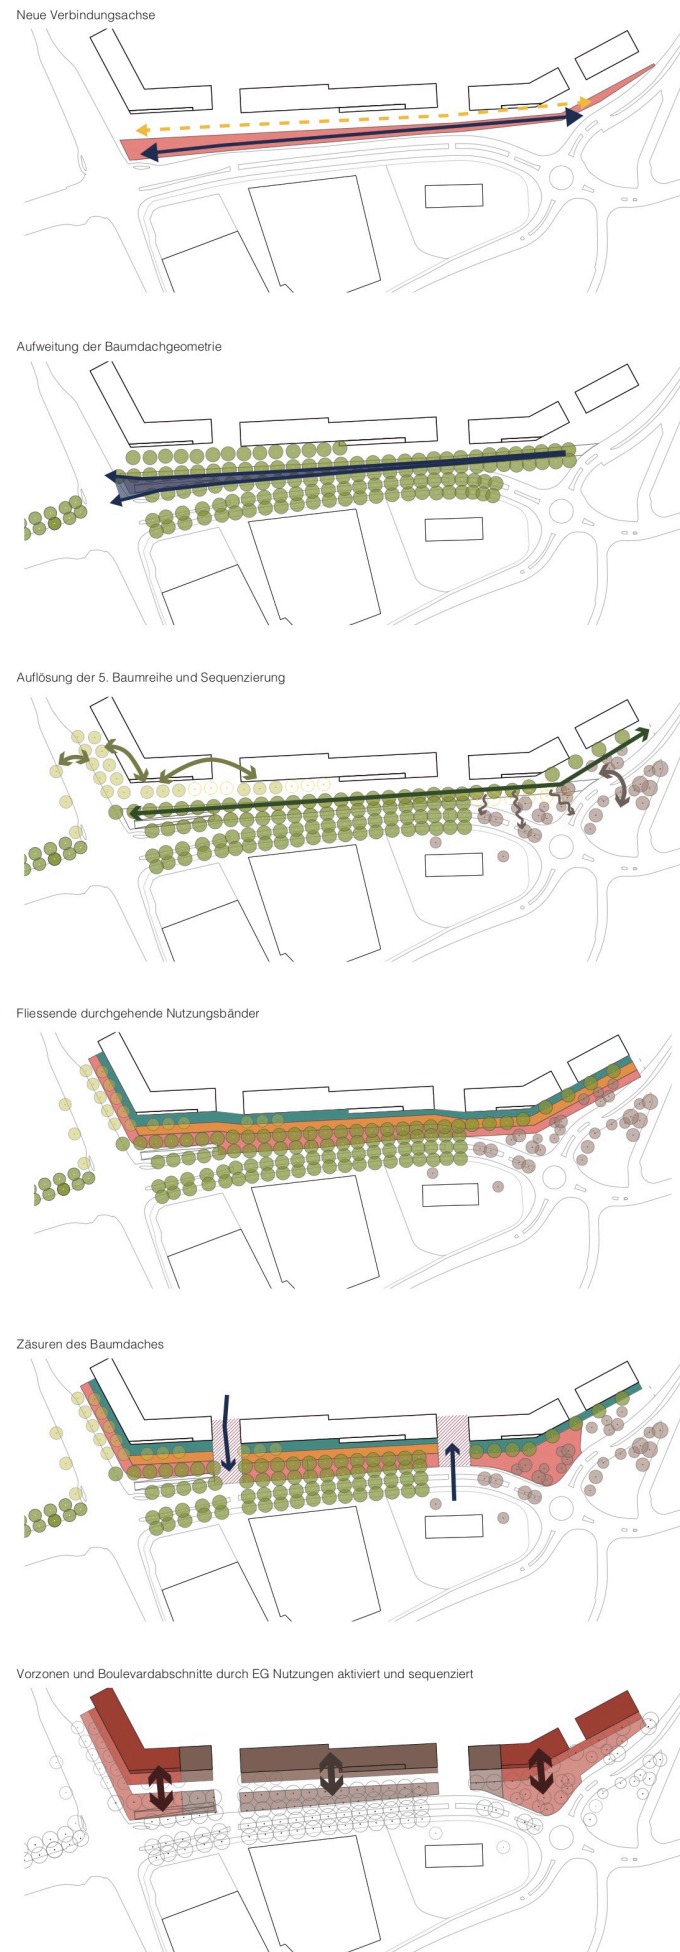 Neue Verbindungsachse
Aufweitung der Baumdachgeometrie
Auflösung der 5. Baumreihe und Sequenzierung
Fliessende durchgehende Nutzungsbänder
Zäsuren des Baumdaches
Vorzonen und Boulevardabschnitte durch EG Nutzungen aktiviert und sequenziert